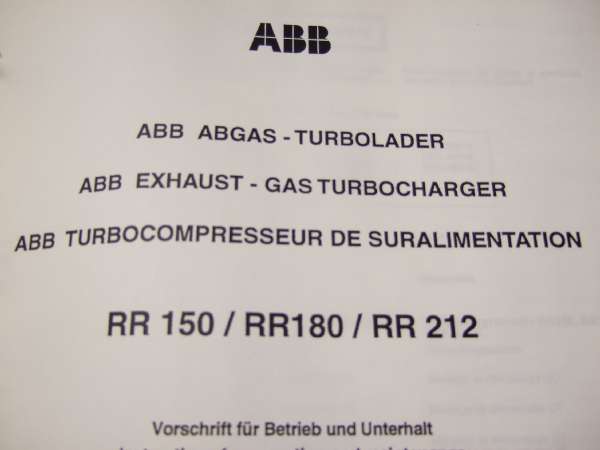 ABB
ABB ABGAS - TURBOLADER
ABB EXHAUST - GAS TURBOCHARGER
ABB TURBOCOMPRESSEUR DE SURALIMENTATION
RR 150 / RR180 / RR 212
Vorschrift für Betrieb und Unterhalt